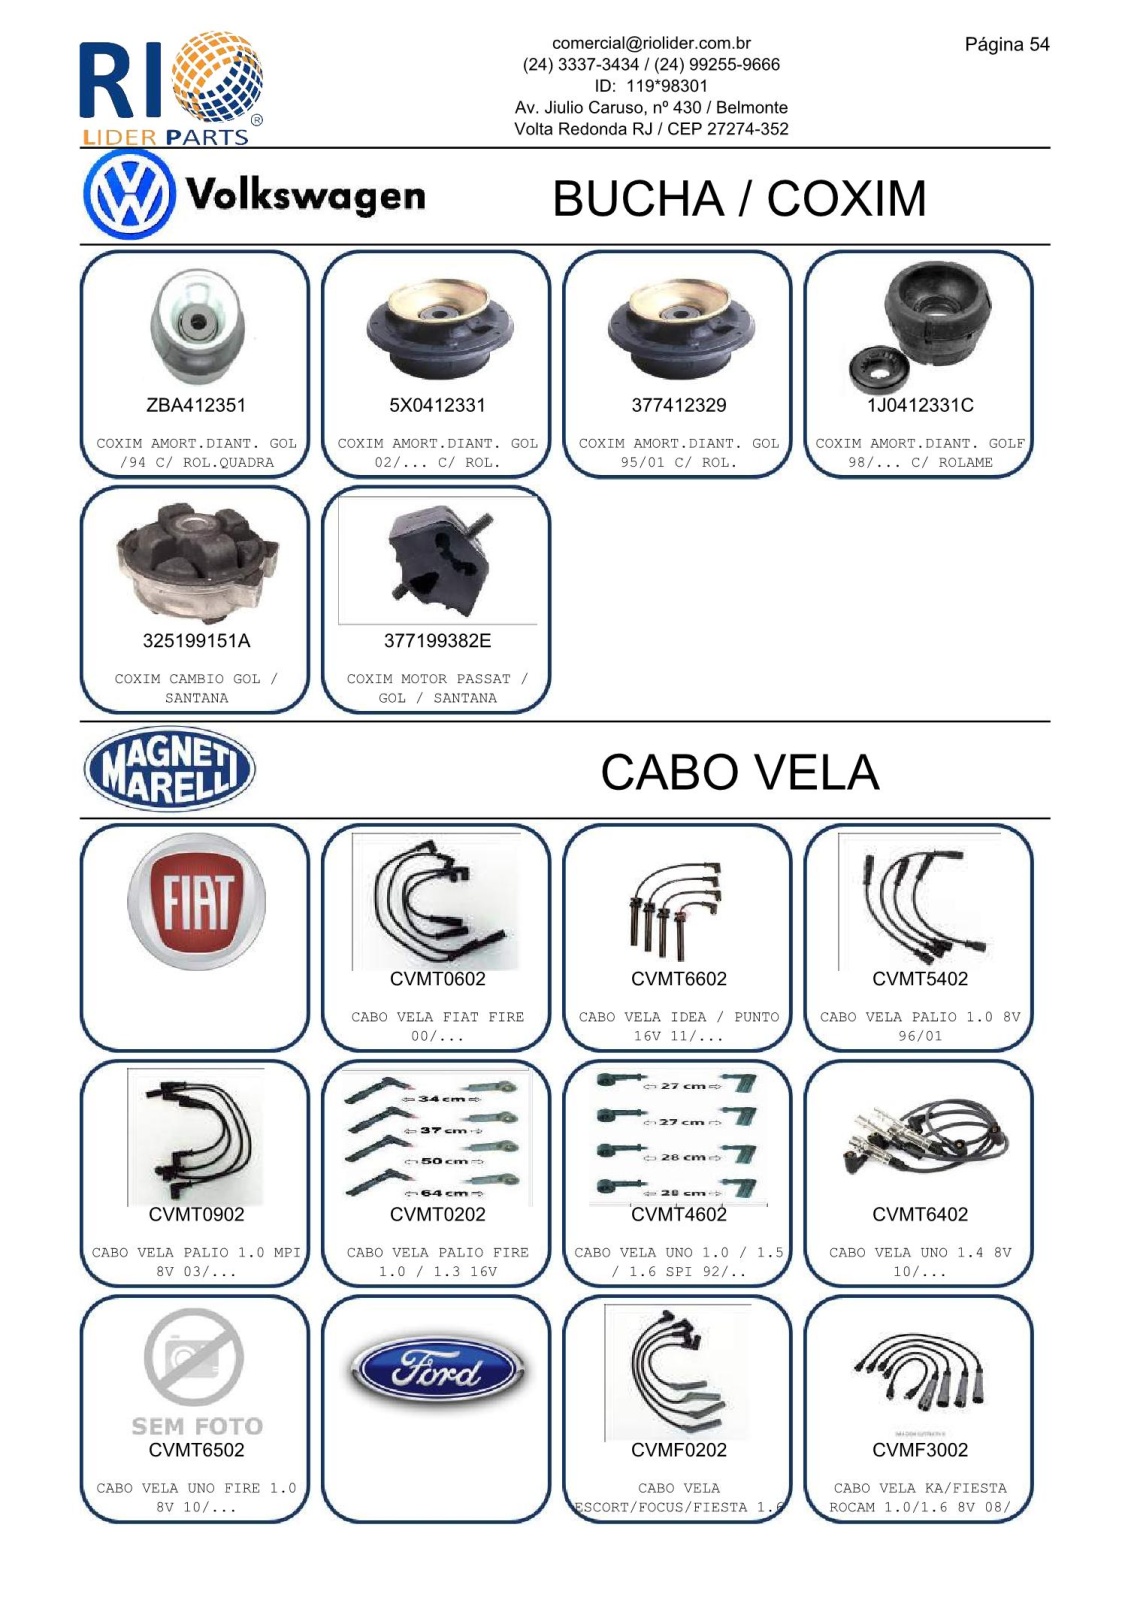 RIO
LIDER PARTS
®
comercial@riolider.com.br
(24) 3337-3434 / (24) 99255-9666
ID: 119*98301
Av. Jiulio Caruso, nº 430 / Belmonte
Volta Redonda RJ / CEP 27274-352
Página 54
Volkswagen
BUCHA / COXIM
ZBA412351
COXIM AMORT.DIANT. GOL
/94 C/ ROL.QUADRA
5X0412331
COXIM AMORT.DIANT. GOL
02/... C/ ROL.
377412329
COXIM AMORT.DIANT. GOL
95/01 C/ ROL.
1J0412331C
COXIM AMORT.DIANT. GOLF
98/... C/ ROLAME
325199151A
COXIM CAMBIO GOL /
SANTANA
377199382E
COXIM MOTOR PASSAT /
GOL / SANTANA
MAGNETI
MARELLI
CABO VELA
FIAT
CVMT0602
CABO VELA FIAT FIRE
00/...
CVMT6602
CABO VELA IDEA / PUNTO
16V 11/...
CVMT5402
CABO VELA PALIO 1.0 8V
96/01
CVMT0902
CABO VELA PALIO 1.0 MPI
8V 03/...
34 cm
37 cm
50 cm
64 cm
CVMT0202
CABO VELA PALIO FIRE
1.0 / 1.3 16V
27 cm
27 cm
28 cm
28 cm
CVMT4602
CABO VELA UNO 1.0 / 1.5
/ 1.6 SPI 92/..
CVMT6402
CABO VELA UNO 1.4 8V
10/...
SEM FOTO
CVMT6502
CABO VELA UNO FIRE 1.0
8V 10/...
Ford
CVMF0202
CABO VELA
ESCORT/FOCUS/FIESTA 1.6
CVMF3002
CABO VELA KA/FIESTA
ROCAM 1.0/1.6 8V 08/